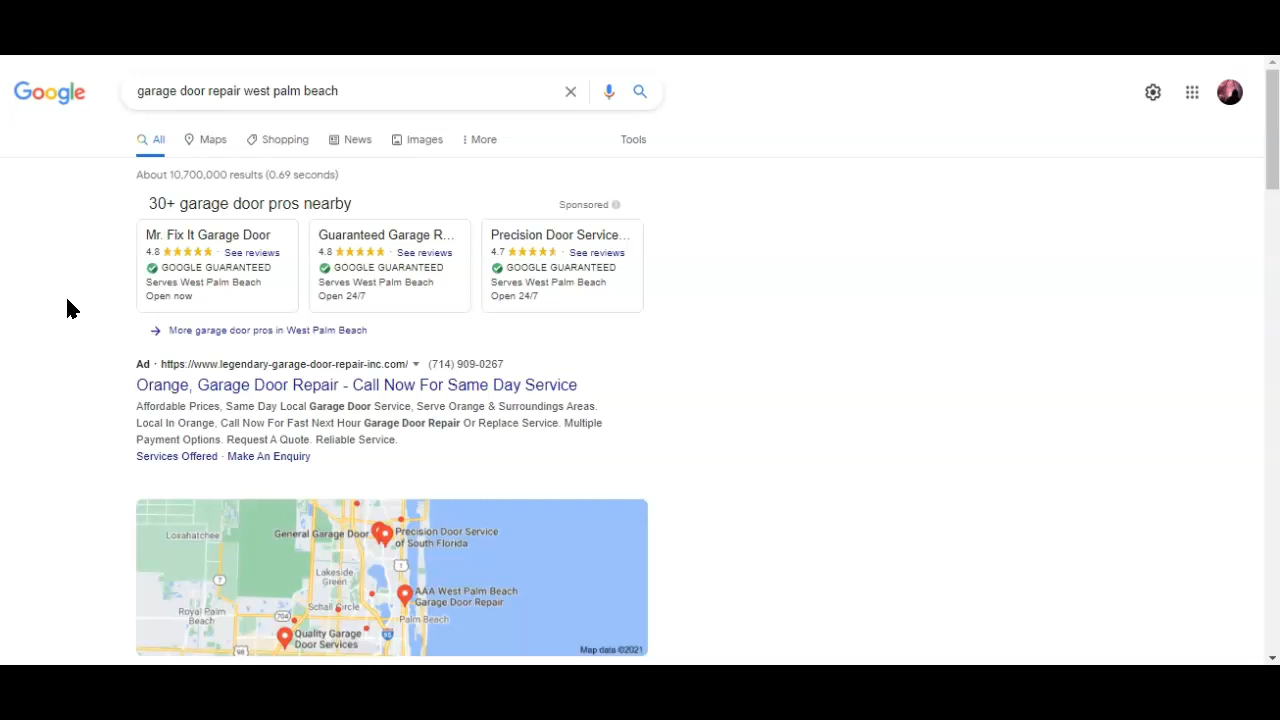 Google
garage door repair west palm beach
All Maps Shopping News Images More Tools
About 10,700,000 results (0.69 seconds)
30+ garage door pros nearby
Sponsored
Mr. Fix It Garage Door
4.8 · See reviews
GOOGLE GUARANTEED
Serves West Palm Beach
Open now
Guaranteed Garage R...
4.8 · See reviews
GOOGLE GUARANTEED
Serves West Palm Beach
Open 24/7
Precision Door Service...
4.7 · See reviews
GOOGLE GUARANTEED
Serves West Palm Beach
Open 24/7
More garage door pros in West Palm Beach
Ad · https://www.legendary-garage-door-repair-inc.com/ (714) 909-0267
Orange, Garage Door Repair - Call Now For Same Day Service
Affordable Prices, Same Day Local Garage Door Service, Serve Orange & Surroundings Areas.
Local In Orange, Call Now For Fast Next Hour Garage Door Repair Or Replace Service. Multiple
Payment Options. Request A Quote. Reliable Service.
Services Offered · Make An Enquiry
Loxahatchee
General Garage Door
Precision Door Service
of South Florida
1
Lakeside
Green
7
AAA West Palm Beach
Garage Door Repair
Schall Circle
Royal Palm
Beach
704
Palm Beach
Quality Garage
Door Services
95
98
Map data ©2021